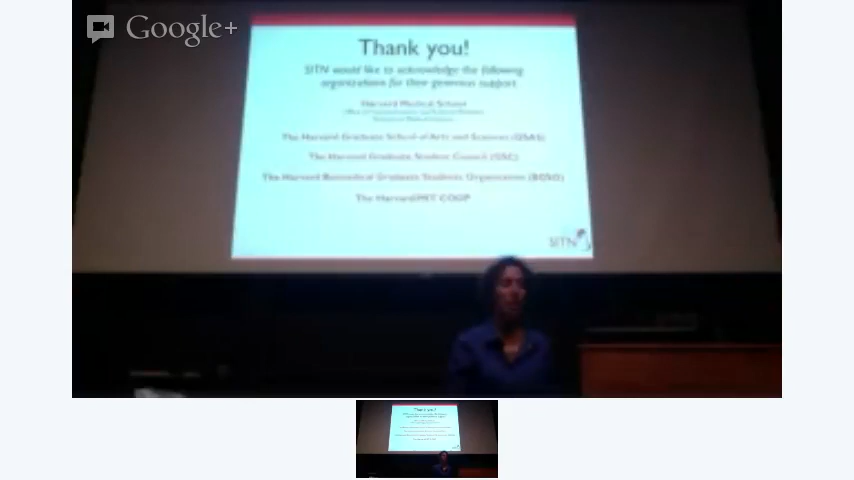 Google+
Thank you!
SITN would like to acknowledge the following
organizations for their generous support
Harvard Medical School
The Harvard Graduate School of Arts and Sciences (GSAS)
The Harvard Graduate Student Council (GSC)
The Harvard Biomedical Graduate Students Organization (BGSO)
The Harvard/MIT COOP
SITN